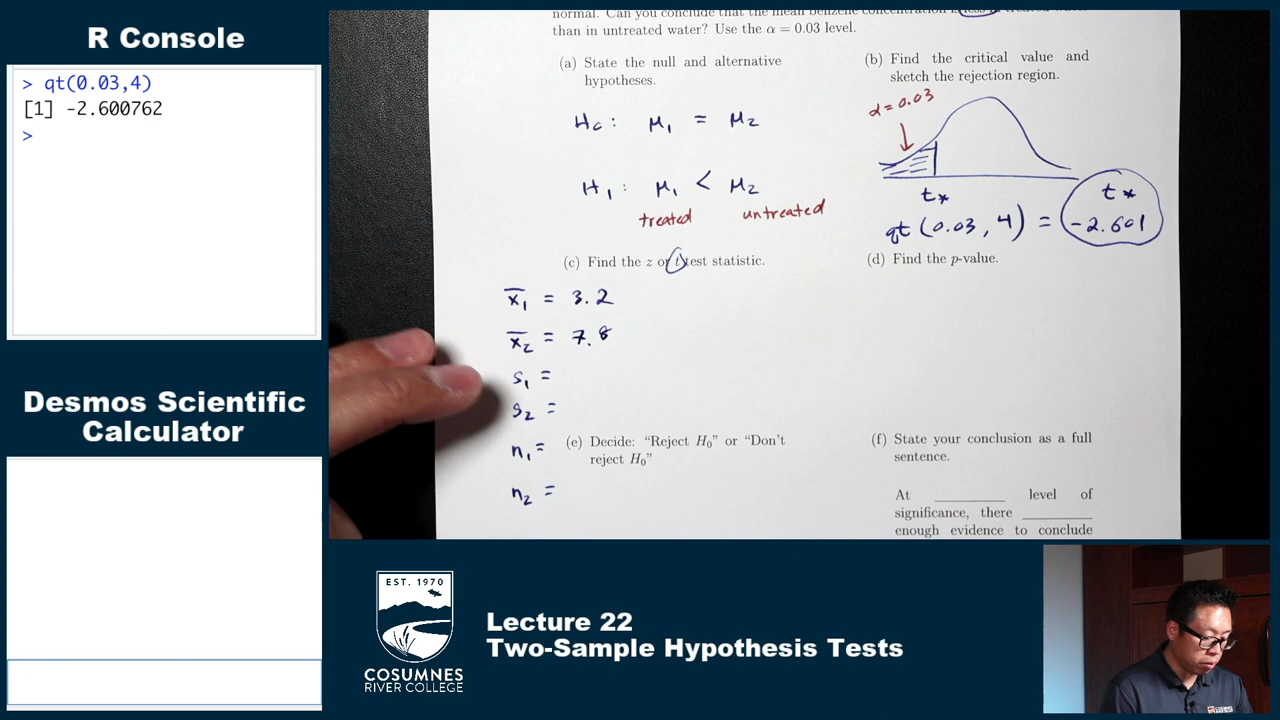 R Console
> qt(0.03,4)
[1] -2.600762
>
Desmos Scientific
Calculator
than in untreated water? Use the α = 0.03 level.
(a) State the null and alternative
hypotheses.
H₀ : μ₁ = μ₂
H₁ : μ₁ < μ₂
treated untreated
(b) Find the critical value and
sketch the rejection region.
α = 0.03
t*
qt (0.03, 4) =
t*
-2.601
(c) Find the z or t test statistic.
x̄₁ = 3.2
x̄₂ = 7.8
s₁ =
s₂ =
n₁ =
n₂ =
(d) Find the p-value.
(e) Decide: “Reject H₀” or “Don’t
reject H₀”
(f) State your conclusion as a full
sentence.
At ________ level of
significance, there ________
enough evidence to conclude
EST. 1970
COSUMNES
RIVER COLLEGE
Lecture 22
Two-Sample Hypothesis Tests